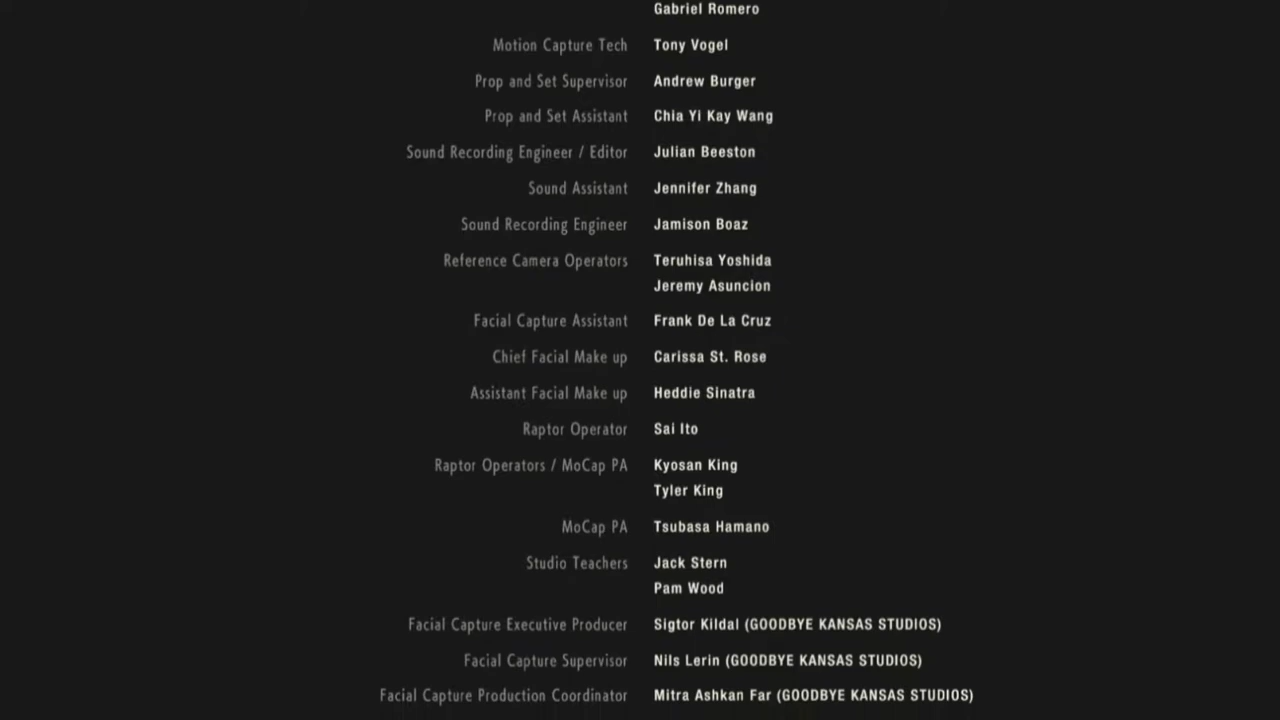 Gabriel Romero
Motion Capture Tech Tony Vogel
Prop and Set Supervisor Andrew Burger
Prop and Set Assistant Chia Yi Kay Wang
Sound Recording Engineer / Editor Julian Beeston
Sound Assistant Jennifer Zhang
Sound Recording Engineer Jamison Boaz
Reference Camera Operators Teruhisa Yoshida
Jeremy Asuncion
Facial Capture Assistant Frank De La Cruz
Chief Facial Make up Carissa St. Rose
Assistant Facial Make up Heddie Sinatra
Raptor Operator Sai Ito
Raptor Operators / MoCap PA Kyosan King
Tyler King
MoCap PA Tsubasa Hamano
Studio Teachers Jack Stern
Pam Wood
Facial Capture Executive Producer Sigtor Kildal (GOODBYE KANSAS STUDIOS)
Facial Capture Supervisor Nils Lerin (GOODBYE KANSAS STUDIOS)
Facial Capture Production Coordinator Mitra Ashkan Far (GOODBYE KANSAS STUDIOS)